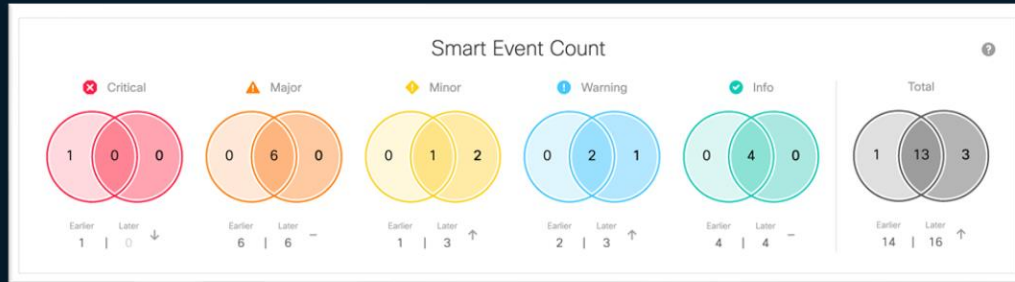 Smart Event Count
Critical Major Minor Warning Info Total
1 0 0 0 6 0 0 1 2 0 2 1 0 4 0 1 13 3
Earlier Later Earlier Later Earlier Later Earlier Later Earlier Later Earlier Later
1 | 0 ↓ 6 | 6 – 1 | 3 ↑ 2 | 3 ↑ 4 | 4 – 14 | 16 ↑